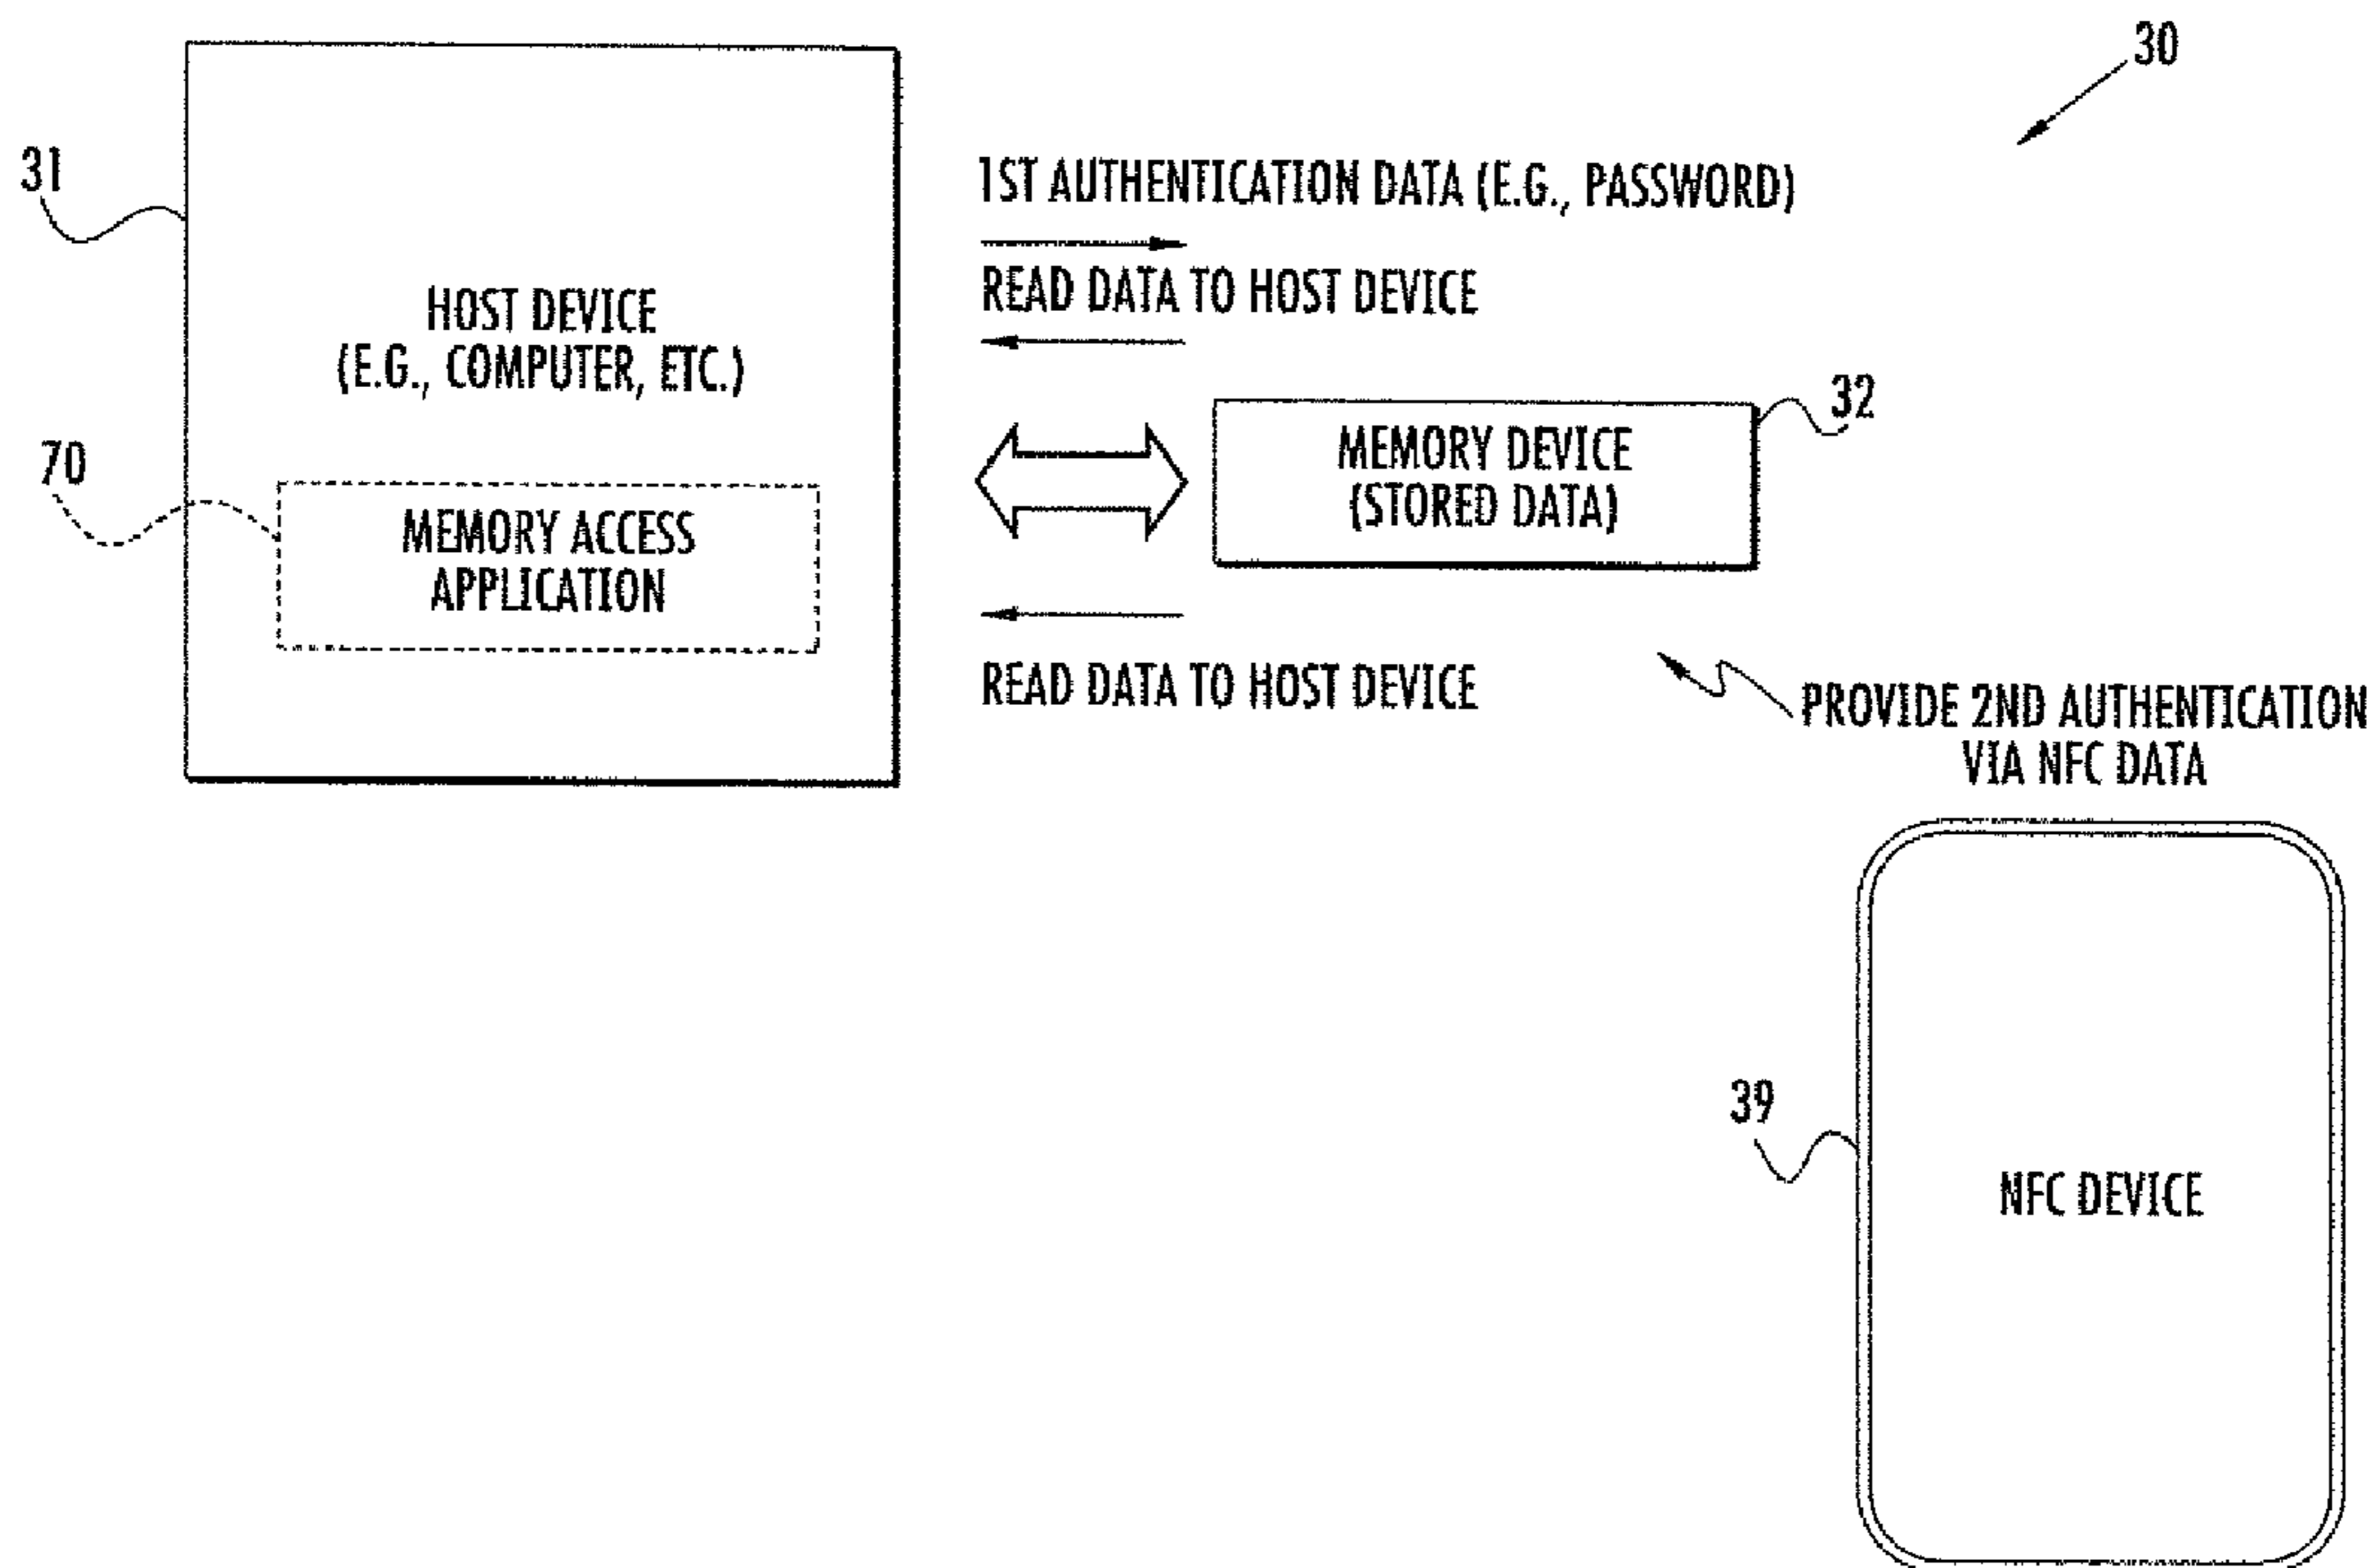 30
31
1ST AUTHENTICATION DATA (E.G., PASSWORD)
READ DATA TO HOST DEVICE
HOST DEVICE
(E.G., COMPUTER, ETC.)
32
MEMORY DEVICE
(STORED DATA)
70
MEMORY ACCESS
APPLICATION
READ DATA TO HOST DEVICE
PROVIDE 2ND AUTHENTICATION
VIA NFC DATA
39
NFC DEVICE